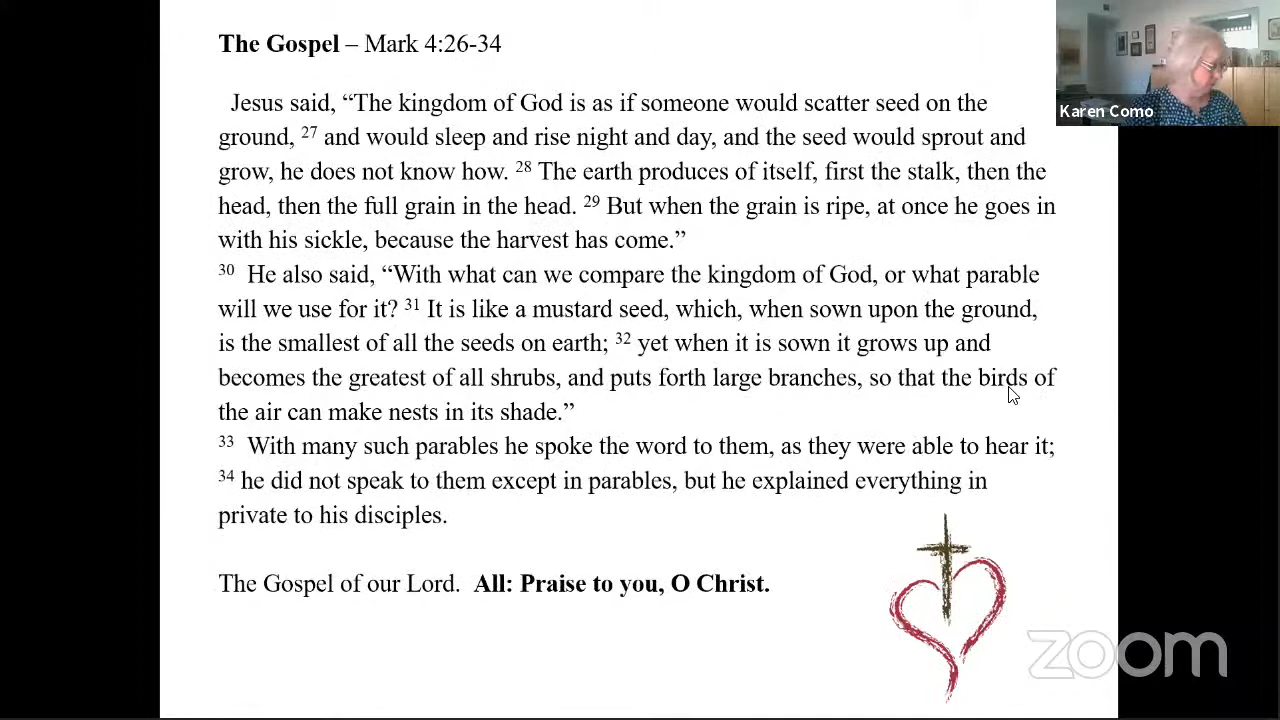 The Gospel – Mark 4:26-34
Karen Como
Jesus said, “The kingdom of God is as if someone would scatter seed on the
ground, 27 and would sleep and rise night and day, and the seed would sprout and
grow, he does not know how. 28 The earth produces of itself, first the stalk, then the
head, then the full grain in the head. 29 But when the grain is ripe, at once he goes in
with his sickle, because the harvest has come.”
30 He also said, “With what can we compare the kingdom of God, or what parable
will we use for it? 31 It is like a mustard seed, which, when sown upon the ground,
is the smallest of all the seeds on earth; 32 yet when it is sown it grows up and
becomes the greatest of all shrubs, and puts forth large branches, so that the birds of
the air can make nests in its shade.”
33 With many such parables he spoke the word to them, as they were able to hear it;
34 he did not speak to them except in parables, but he explained everything in
private to his disciples.
The Gospel of our Lord. All: Praise to you, O Christ.
zoom